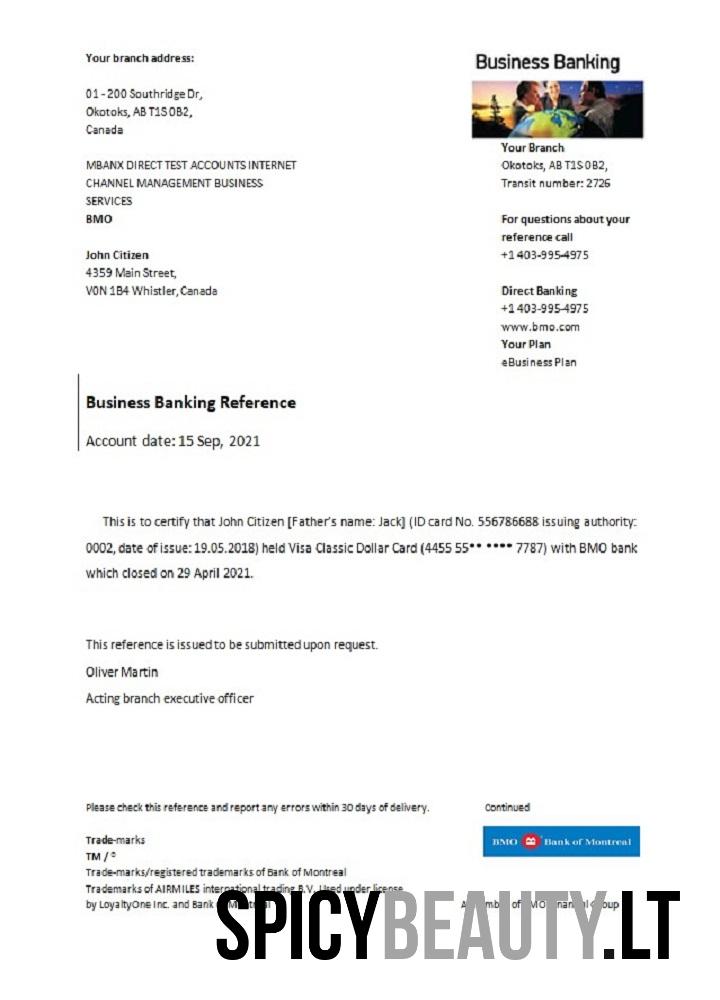 Your branch address:
01 - 200 Southridge Dr,
Okotoks, AB T1S 0B2,
Canada
MBANX DIRECT TEST ACCOUNTS INTERNET
CHANNEL MANAGEMENT BUSINESS
SERVICES
BMO
John Citizen
4359 Main Street,
V0N 1B4 Whistler, Canada
Business Banking
Your Branch
Okotoks, AB T1S 0B2,
Transit number: 2726
For questions about your
reference call
+1 403-995-4975
Direct Banking
+1 403-995-4975
www.bmo.com
Your Plan
eBusiness Plan
Business Banking Reference
Account date: 15 Sep, 2021
This is to certify that John Citizen [Father's name: Jack] (ID card No. 556786688 issuing authority:
0002, date of issue: 19.05.2018) held Visa Classic Dollar Card (4455 55•• •••• 7787) with BMO bank
which closed on 29 April 2021.
This reference is issued to be submitted upon request.
Oliver Martin
Acting branch executive officer
Please check this reference and report any errors within 30 days of delivery.
Continued
Trade-marks
TM / ©
Trade-marks/registered trademarks of Bank of Montreal
Trademarks of AIRMILES international trading B.V. Used under license
by LoyaltyOne Inc. and Bank of
BMO Bank of Montreal
SPICYBEAUTY.LT